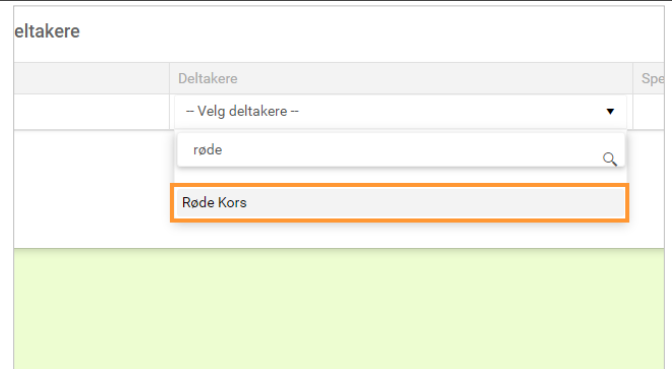 eltakere
Deltakere Spe
-- Velg deltakere --
røde
Røde Kors